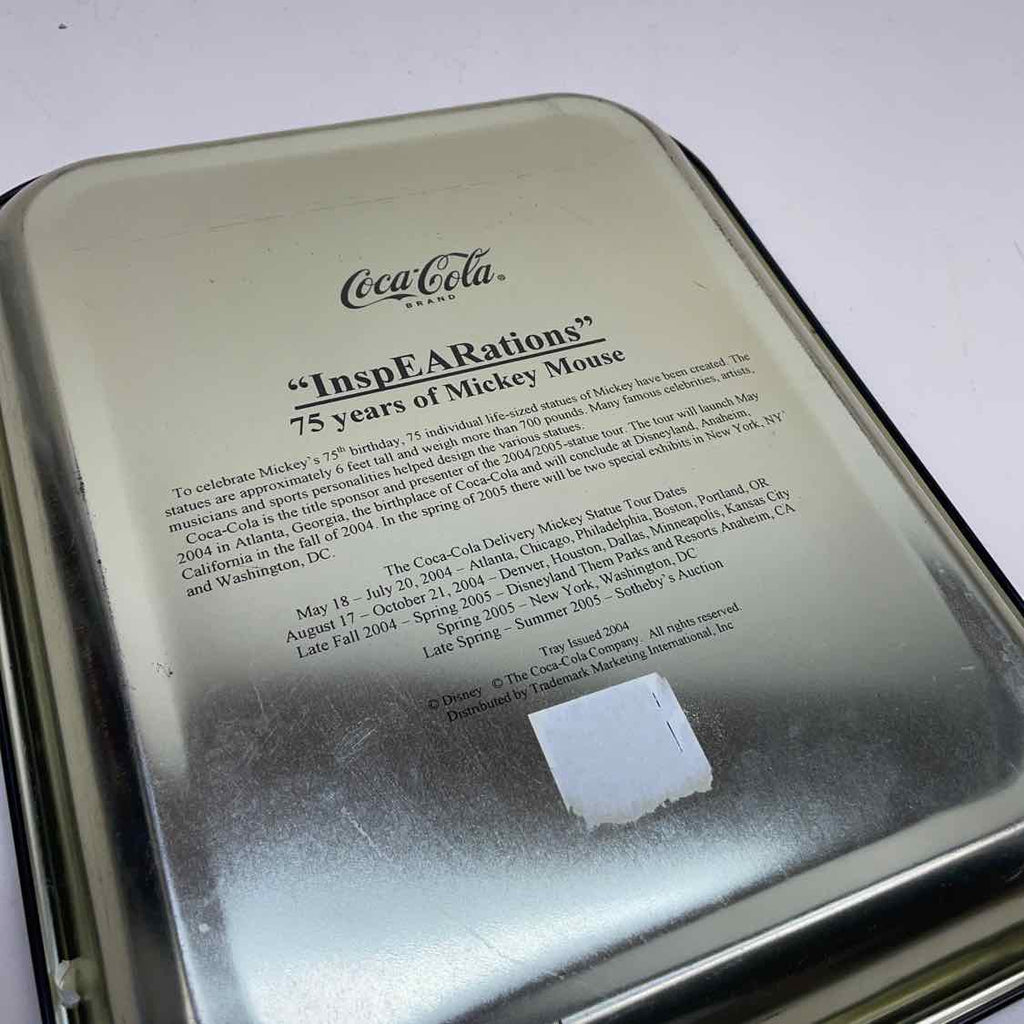 Coca-Cola®
BRAND
“InspEARations”
75 years of Mickey Mouse
To celebrate Mickey’s 75th birthday, 75 individual life-sized statues of Mickey have been created. The
statues are approximately 6 feet tall and weigh more than 700 pounds. Many famous celebrities, artists,
musicians and sports personalities helped design the various statues.
Coca-Cola is the title sponsor and presenter of the 2004/2005-statue tour. The tour will launch May
2004 in Atlanta, Georgia, the birthplace of Coca-Cola and will conclude at Disneyland, Anaheim,
California in the fall of 2004. In the spring of 2005 there will be two special exhibits in New York, NY
and Washington, DC.
The Coca-Cola Delivery Mickey Statue Tour Dates
May 18 – July 20, 2004 – Atlanta, Chicago, Philadelphia, Boston, Portland, OR
August 17 – October 21, 2004 – Denver, Houston, Dallas, Minneapolis, Kansas City
Late Fall 2004 – Spring 2005 – Disneyland Them Parks and Resorts Anaheim, CA
Spring 2005 – New York, Washington, DC
Late Spring – Summer 2005 – Sotheby’s Auction
Tray Issued 2004
© Disney © The Coca-Cola Company. All rights reserved.
Distributed by Trademark Marketing International, Inc